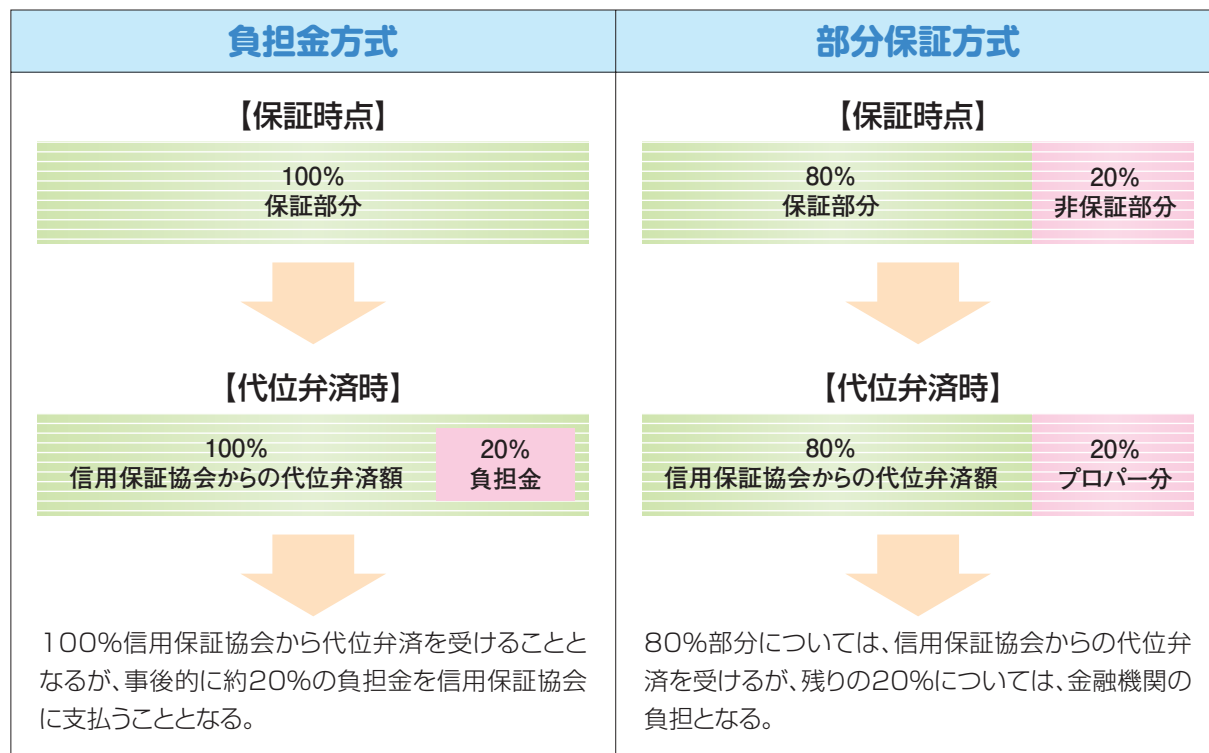 負担金方式
【保証時点】
100%
保証部分
【代位弁済時】
100%
信用保証協会からの代位弁済額
20%
負担金
100%信用保証協会から代位弁済を受けることと
なるが、事後的に約20%の負担金を信用保証協会
に支払うこととなる。
部分保証方式
【保証時点】
80%
保証部分
20%
非保証部分
【代位弁済時】
80%
信用保証協会からの代位弁済額
20%
プロパー分
80%部分については、信用保証協会からの代位弁
済を受けるが、残りの20%については、金融機関の
負担となる。